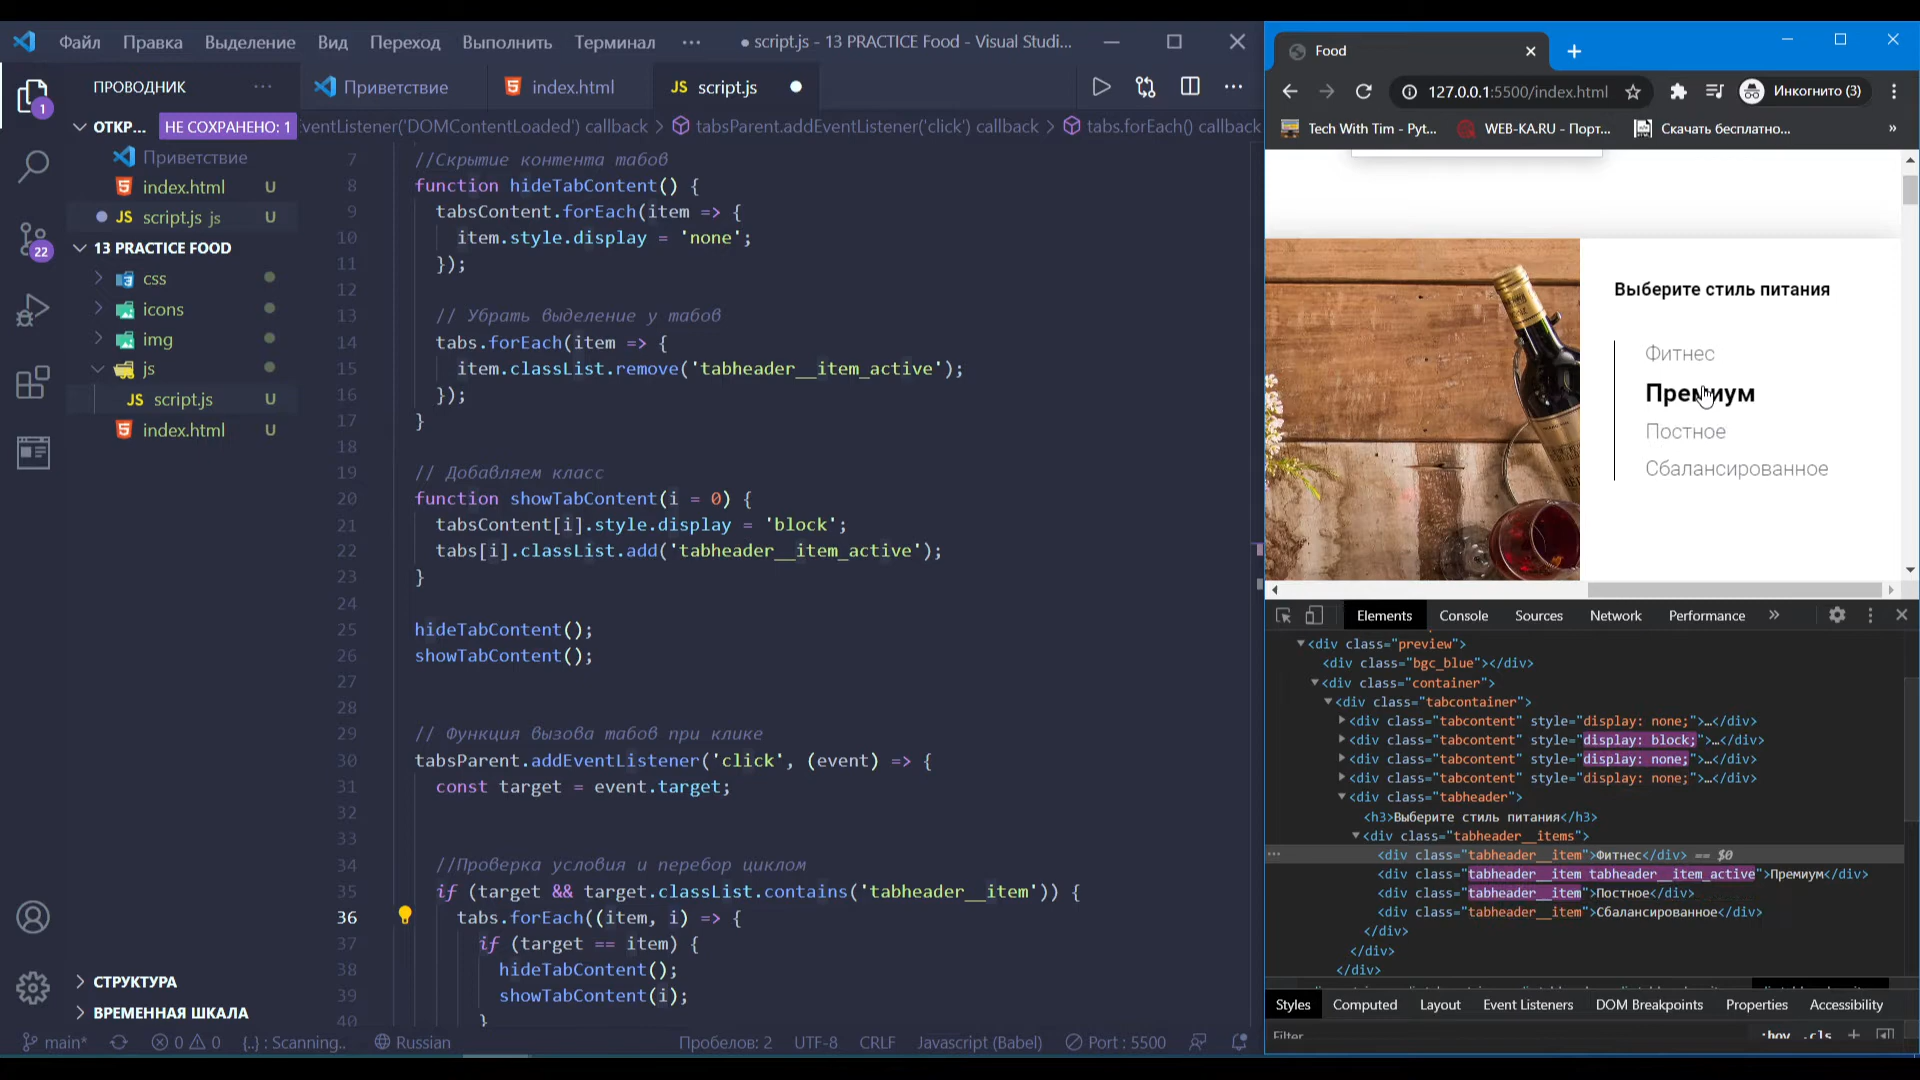 Файл Правка Выделение Вид Переход Выполнить Терминал ··· ● script.js - 13 PRACTICE Food - Visual Studi...
ПРОВОДНИК ···
Приветствие
index.html
JS script.js ●
ОТКР... НЕ СОХРАНЕНО: 1
Приветствие
index.html U
JS script.js js U
13 PRACTICE FOOD
css
icons
img
js
JS script.js U
index.html U
СТРУКТУРА
ВРЕМЕННАЯ ШКАЛА
1
22
ventListener('DOMContentLoaded') callback > tabsParent.addEventListener('click') callback > tabs.forEach() callback
7 //Скрытие контента табов
8 function hideTabContent() {
9 tabsContent.forEach(item => {
10 item.style.display = 'none';
11 });
12
13 // Убрать выделение у табов
14 tabs.forEach(item => {
15 item.classList.remove('tabheader__item_active');
16 });
17 }
18
19 // Добавляем класс
20 function showTabContent(i = 0) {
21 tabsContent[i].style.display = 'block';
22 tabs[i].classList.add('tabheader__item_active');
23 }
24
25 hideTabContent();
26 showTabContent();
27
28
29 // Функция вызова табов при клике
30 tabsParent.addEventListener('click', (event) => {
31 const target = event.target;
32
33
34 //Проверка условия и перебор циклом
35 if (target && target.classList.contains('tabheader__item')) {
36 tabs.forEach((item, i) => {
37 if (target == item) {
38 hideTabContent();
39 showTabContent(i);
40 }
main* 0 0 {..} : Scanning.. Russian Пробелов: 2 UTF-8 CRLF Javascript (Babel) Port : 5500
Food
127.0.0.1:5500/index.html Инкогнито (3)
Tech With Tim - Pyt... WEB-KA.RU - Порт... Скачать бесплатно... »
Выберите стиль питания
Фитнес
Премиум
Постное
Сбалансированное
Elements Console Sources Network Performance »
<div class="preview">
<div class="bgc_blue"></div>
<div class="container">
<div class="tabcontainer">
<div class="tabcontent" style="display: none;">…</div>
<div class="tabcontent" style="display: block;">…</div>
<div class="tabcontent" style="display: none;">…</div>
<div class="tabcontent" style="display: none;">…</div>
<div class="tabheader">
<h3>Выберите стиль питания</h3>
<div class="tabheader__items">
<div class="tabheader__item">Фитнес</div> == $0
<div class="tabheader__item tabheader__item_active">Премиум</div>
<div class="tabheader__item">Постное</div>
<div class="tabheader__item">Сбалансированное</div>
</div>
</div>
</div>
Styles Computed Layout Event Listeners DOM Breakpoints Properties Accessibility
Filter :hov .cls +